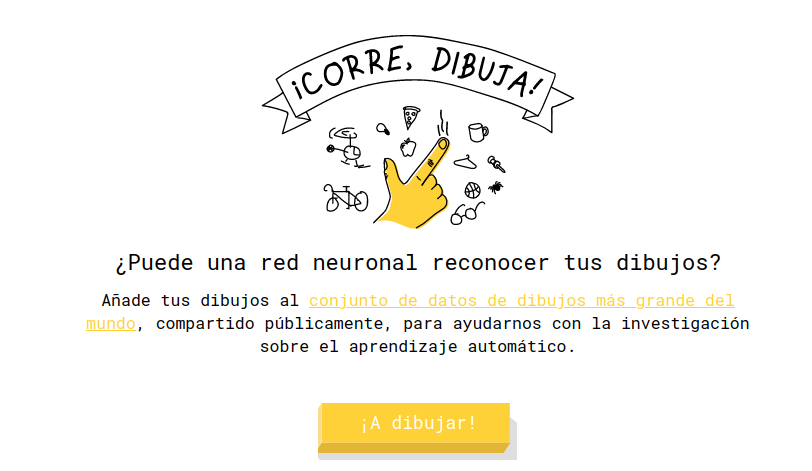 ¡CORRE, DIBUJA!
¿Puede una red neuronal reconocer tus dibujos?
Añade tus dibujos al conjunto de datos de dibujos más grande del
mundo, compartido públicamente, para ayudarnos con la investigación
sobre el aprendizaje automático.
¡A dibujar!